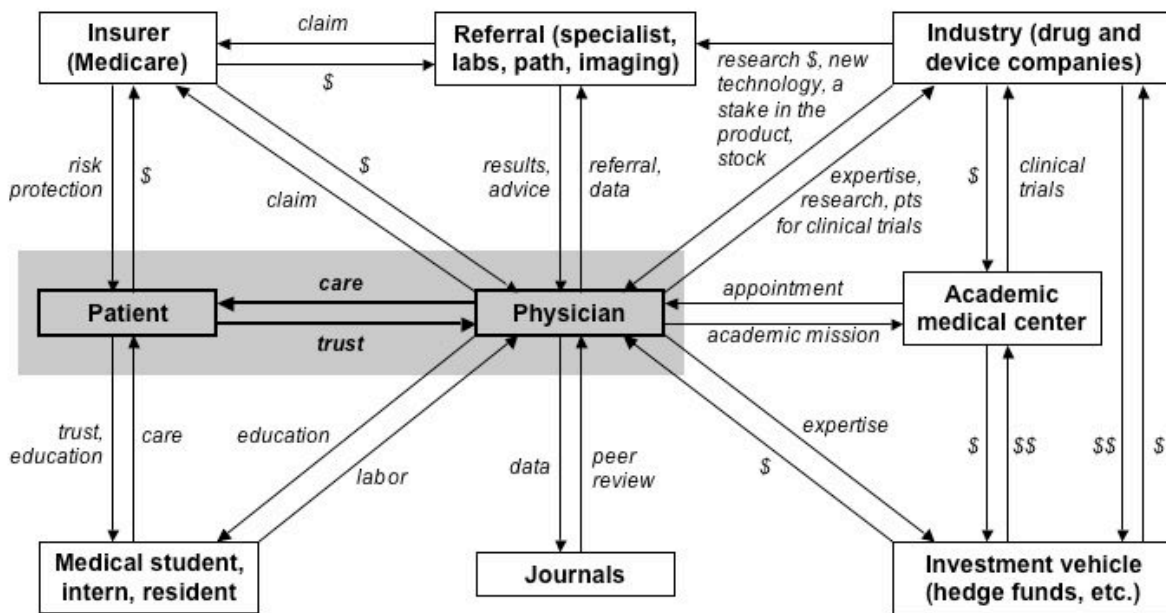 Insurer
(Medicare)
claim
$
Referral (specialist,
labs, path, imaging)
research $, new
technology, a
stake in the
product,
stock
Industry (drug and
device companies)
risk
protection
$
$
claim
results,
advice
referral,
data
expertise,
research, pts
for clinical trials
$
clinical
trials
Patient
care
trust
Physician
appointment
academic mission
Academic
medical center
trust,
education
care
education
labor
data
peer
review
expertise
$
$
$$
$$
$
Medical student,
intern, resident
Journals
Investment vehicle
(hedge funds, etc.)